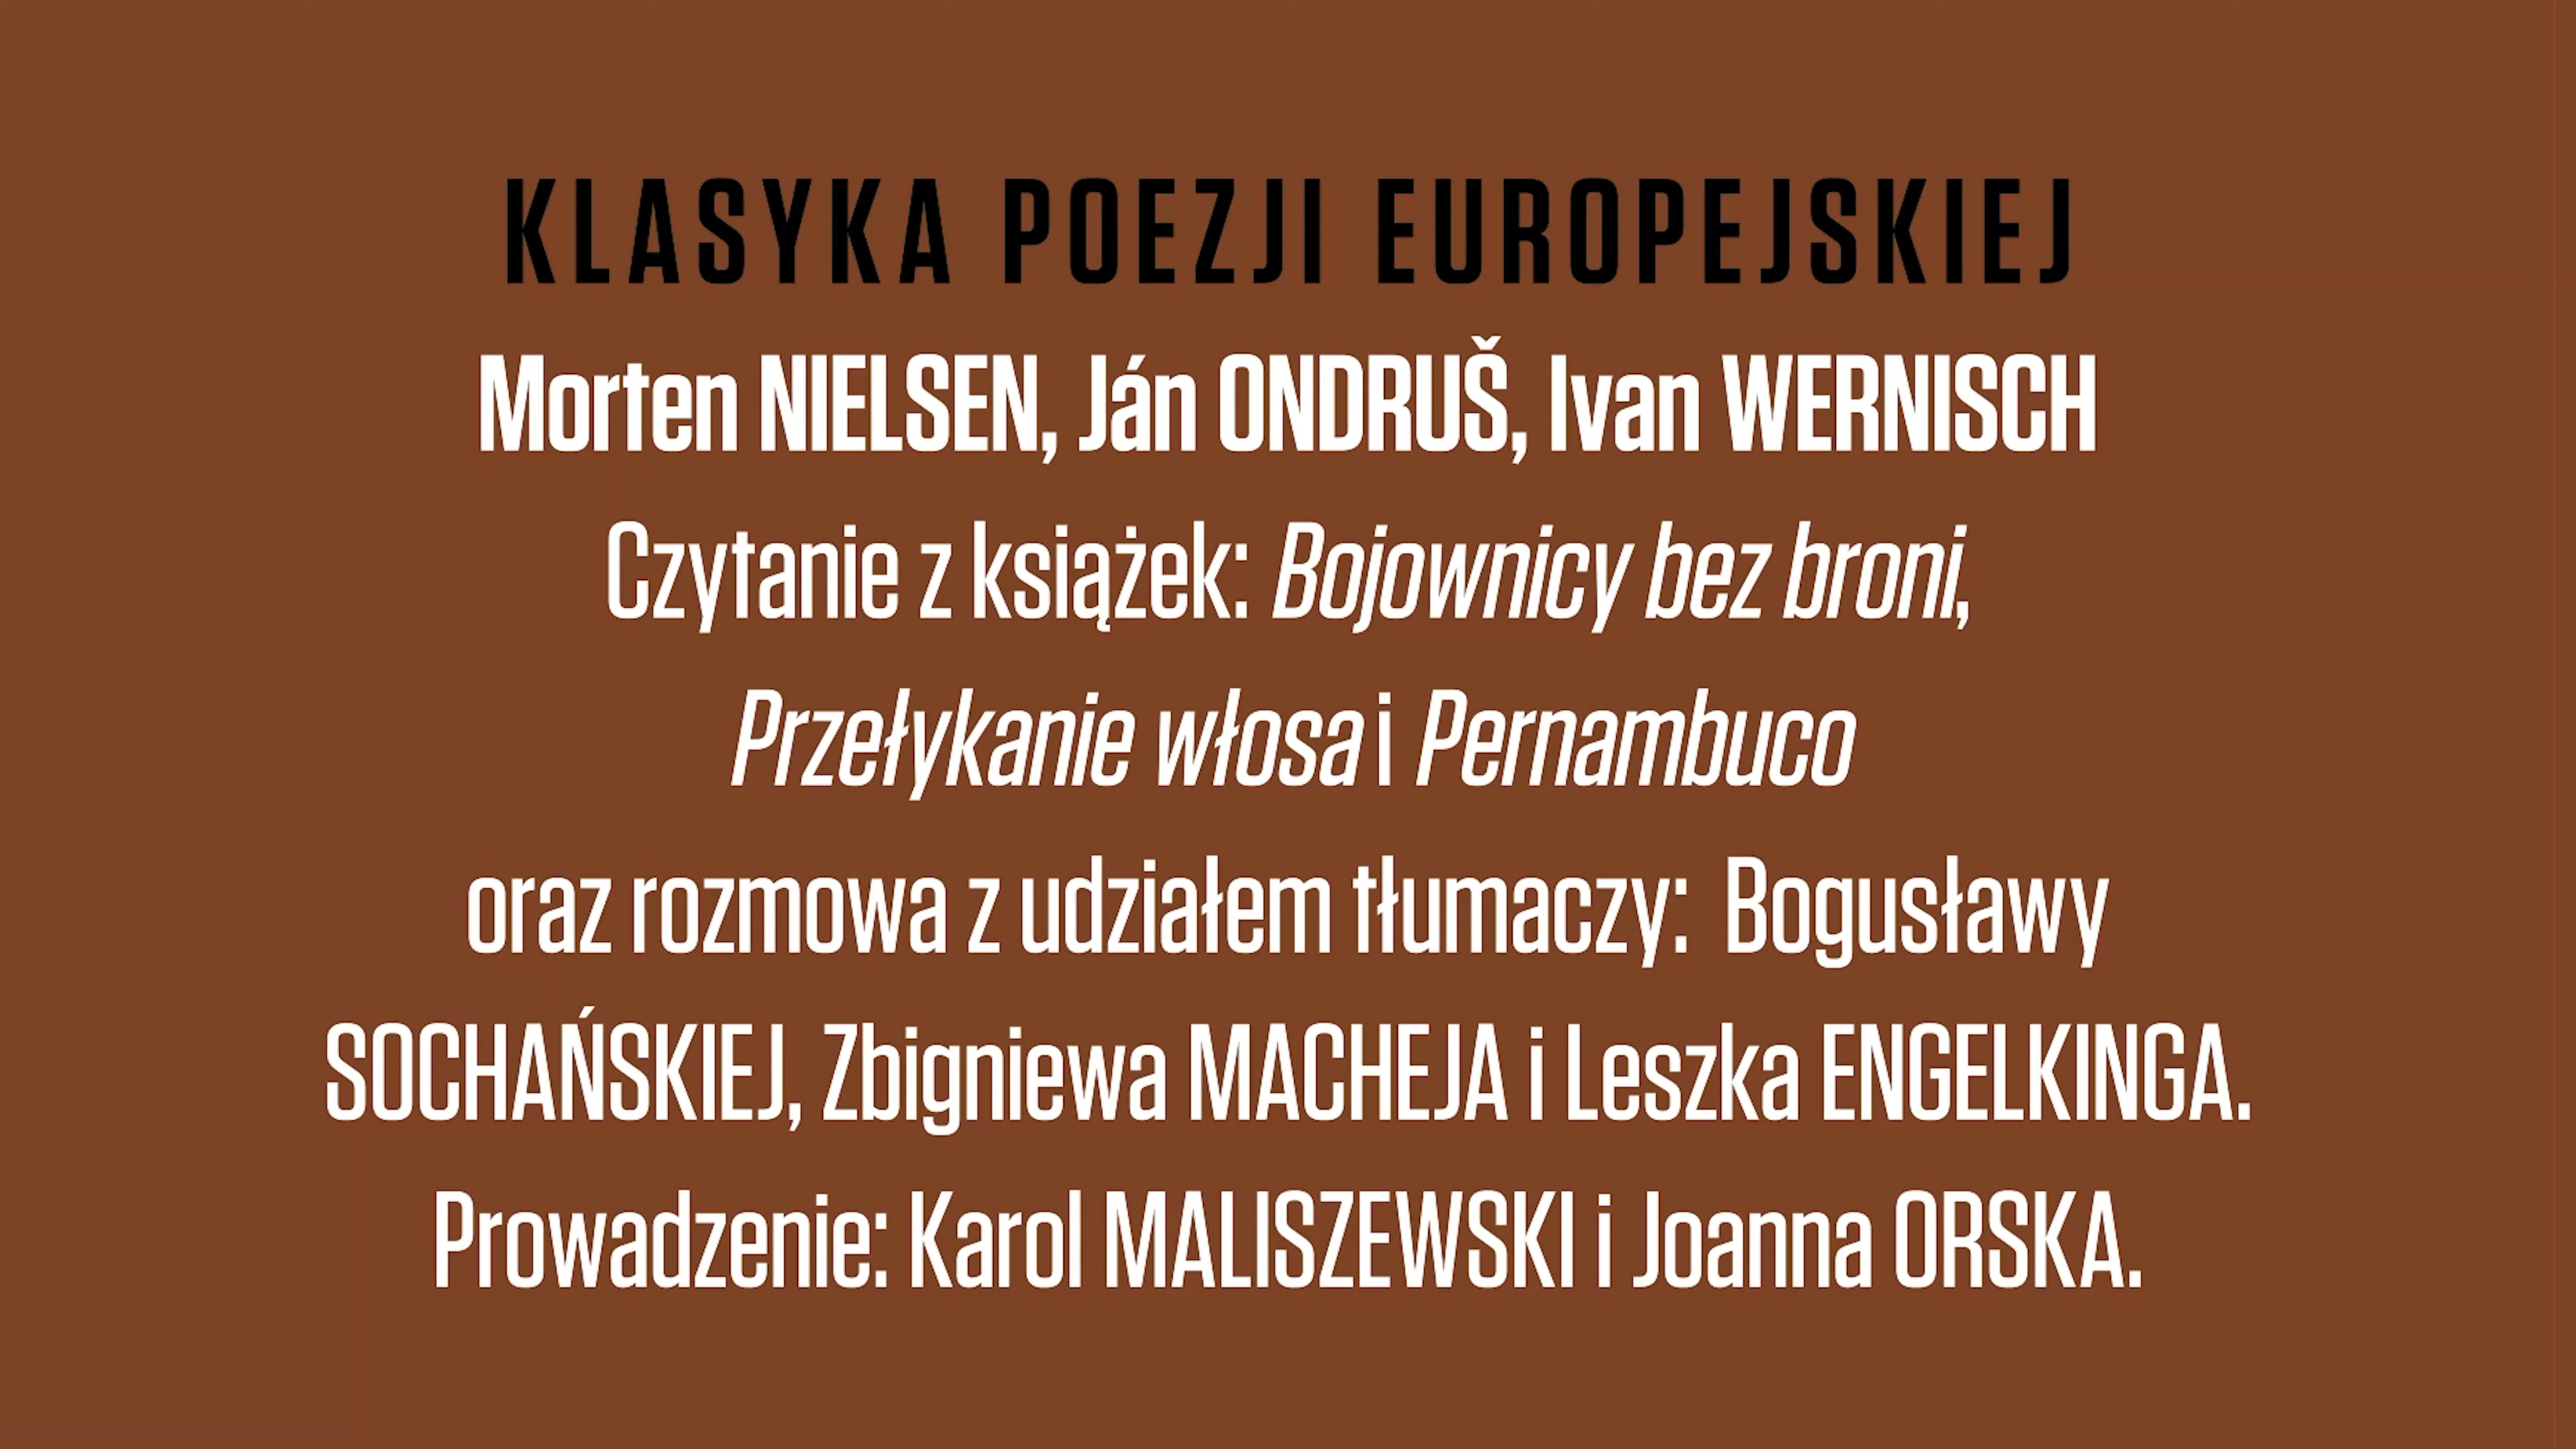 KLASYKA POEZJI EUROPEJSKIEJ
Morten NIELSEN, Ján ONDRUŠ, Ivan WERNISCH
Czytanie z książek: Bojownicy bez broni,
Przełykanie włosa i Pernambuco
oraz rozmowa z udziałem tłumaczy: Bogusławy
SOCHAŃSKIEJ, Zbigniewa MACHEJA i Leszka ENGELKINGA.
Prowadzenie: Karol MALISZEWSKI i Joanna ORSKA.